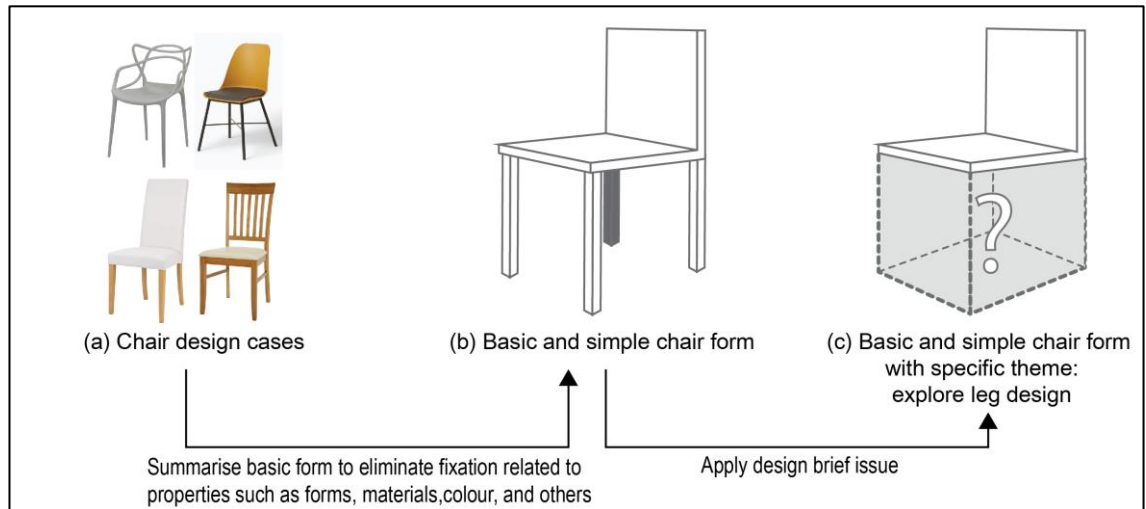 ?
(a) Chair design cases
(b) Basic and simple chair form
(c) Basic and simple chair form
with specific theme:
explore leg design
Summarise basic form to eliminate fixation related to
properties such as forms, materials,colour, and others
Apply design brief issue